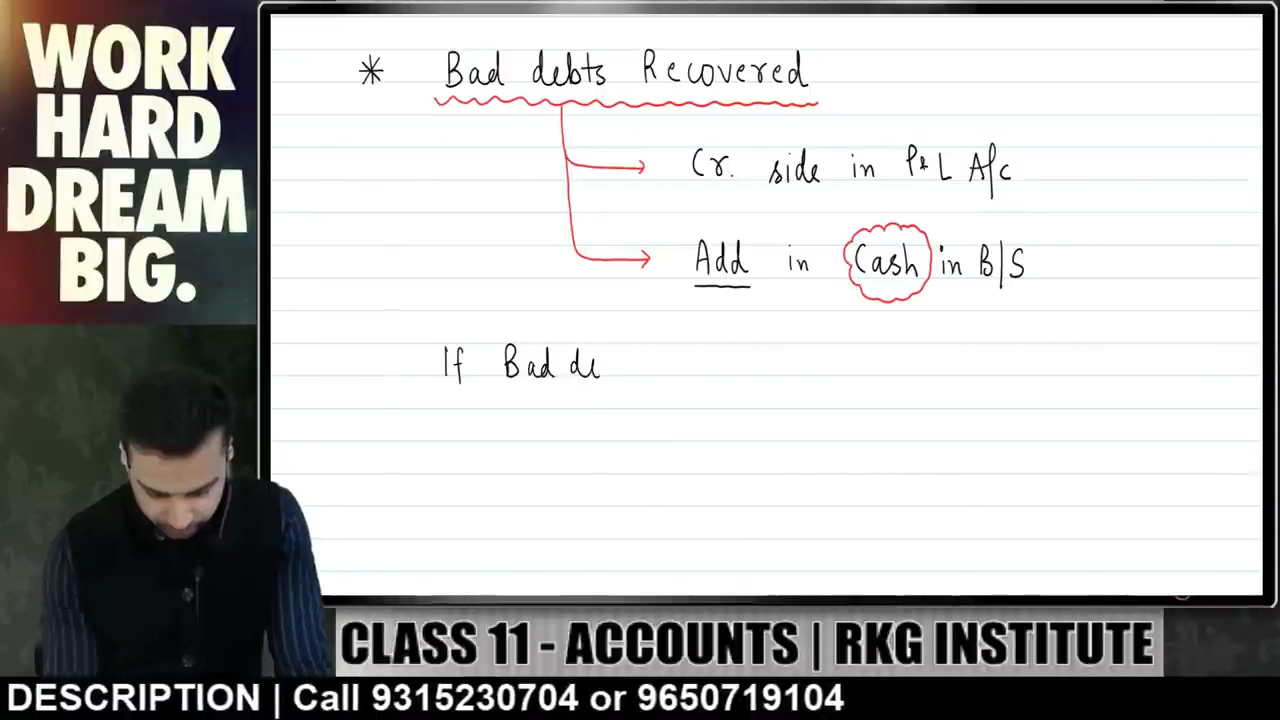 WORK
HARD
DREAM
BIG.
* Bad debts Recovered
Cr. side in P&L A/c
Add in Cash in B/S
If Bad de
CLASS 11 - ACCOUNTS | RKG INSTITUTE
DESCRIPTION | Call 9315230704 or 9650719104